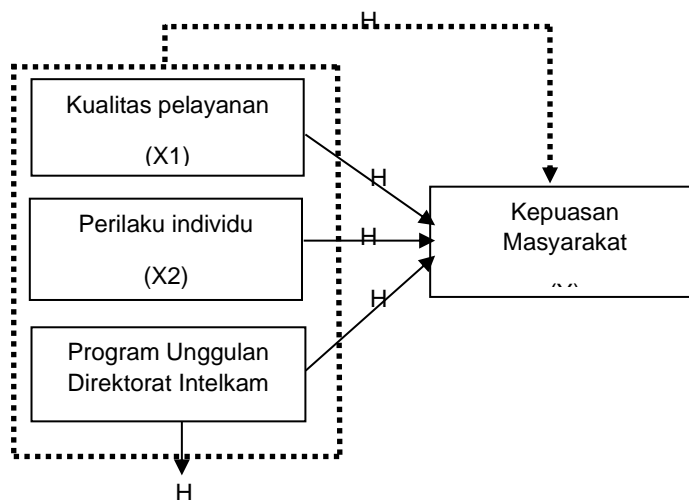 H
Kualitas pelayanan
(X1)
H
Perilaku individu
(X2)
H
Kepuasan
Masyarakat
H
Program Unggulan
Direktorat Intelkam
H